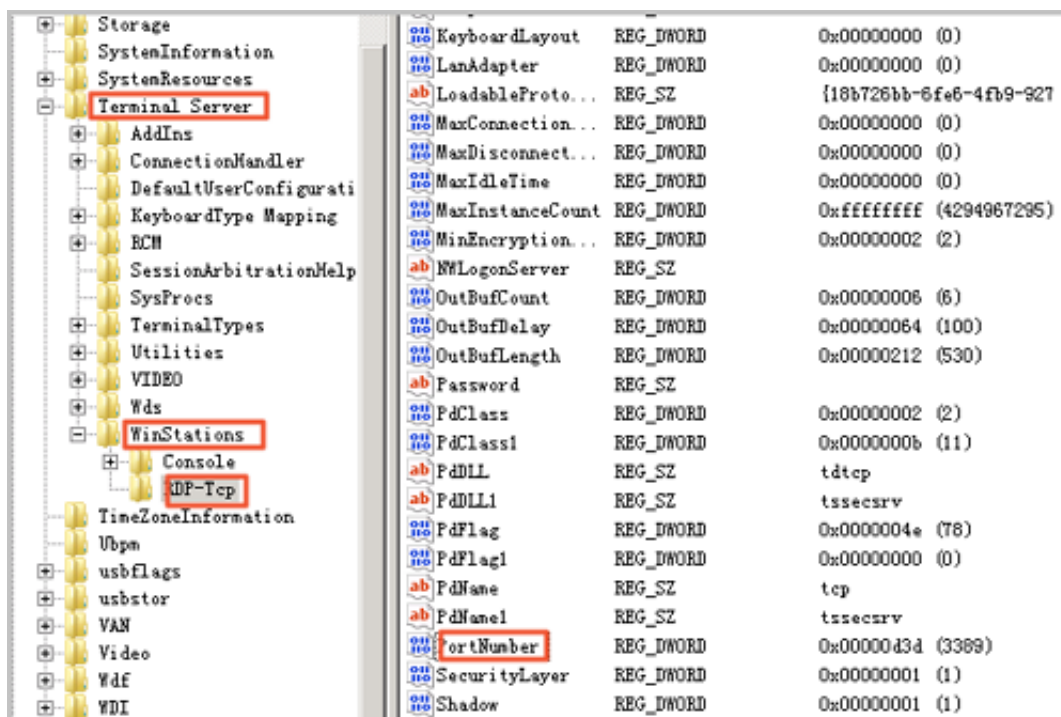 Storage
SystemInformation
SystemResources
Terminal Server
AddIns
ConnectionHandler
DefaultUserConfigurati
KeyboardType Mapping
RCM
SessionArbitrationHelp
SysProcs
TerminalTypes
Utilities
VIDEO
Wds
WinStations
Console
RDP-Tcp
TimeZoneInformation
Ubpm
usbflags
usbstor
VAN
Video
Wdf
WDI
KeyboardLayout REG_DWORD 0x00000000 (0)
LanAdapter REG_DWORD 0x00000000 (0)
LoadableProto... REG_SZ {18b726bb-6fe6-4fb9-927
MaxConnection... REG_DWORD 0x00000000 (0)
MaxDisconnect... REG_DWORD 0x00000000 (0)
MaxIdleTime REG_DWORD 0x00000000 (0)
MaxInstanceCount REG_DWORD 0xffffffff (4294967295)
MinEncryption... REG_DWORD 0x00000002 (2)
NWLogonServer REG_SZ
OutBufCount REG_DWORD 0x00000006 (6)
OutBufDelay REG_DWORD 0x00000064 (100)
OutBufLength REG_DWORD 0x00000212 (530)
Password REG_SZ
PdClass REG_DWORD 0x00000002 (2)
PdClass1 REG_DWORD 0x0000000b (11)
PdDLL REG_SZ tdtcp
PdDLL1 REG_SZ tssecsrv
PdFlag REG_DWORD 0x0000004e (78)
PdFlag1 REG_DWORD 0x00000000 (0)
PdName REG_SZ tcp
PdName1 REG_SZ tssecsrv
PortNumber REG_DWORD 0x00000d3d (3389)
SecurityLayer REG_DWORD 0x00000001 (1)
Shadow REG_DWORD 0x00000001 (1)